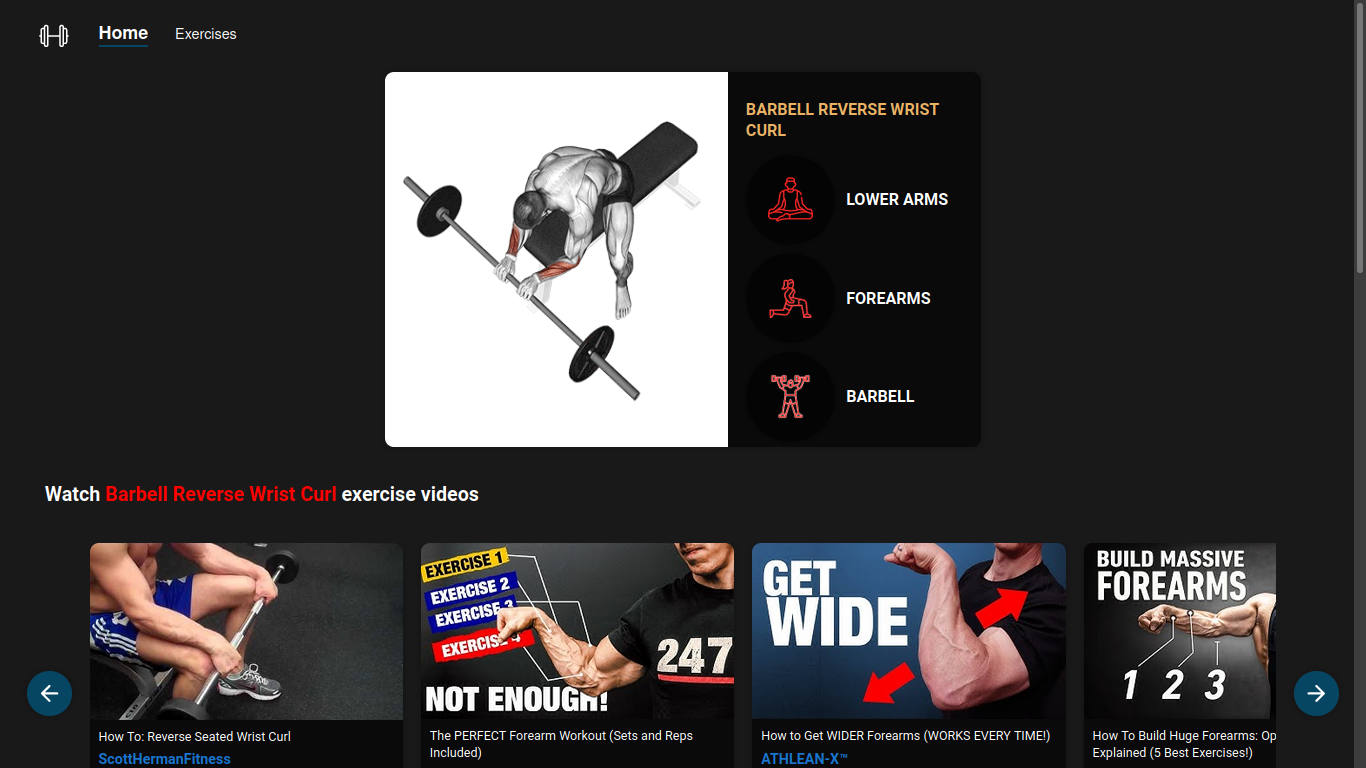 Home
Exercises
BARBELL REVERSE WRIST
CURL
LOWER ARMS
FOREARMS
BARBELL
Watch Barbell Reverse Wrist Curl exercise videos
EXERCISE 1
EXERCISE 2
EXERCISE 3
EXERCISE 4
247
NOT ENOUGH!
GET
WIDE
BUILD MASSIVE
FOREARMS
1 2 3
How To: Reverse Seated Wrist Curl
ScottHermanFitness
The PERFECT Forearm Workout (Sets and Reps
Included)
How to Get WIDER Forearms (WORKS EVERY TIME!)
ATHLEAN-X™
How To Build Huge Forearms: Op
Explained (5 Best Exercises!)